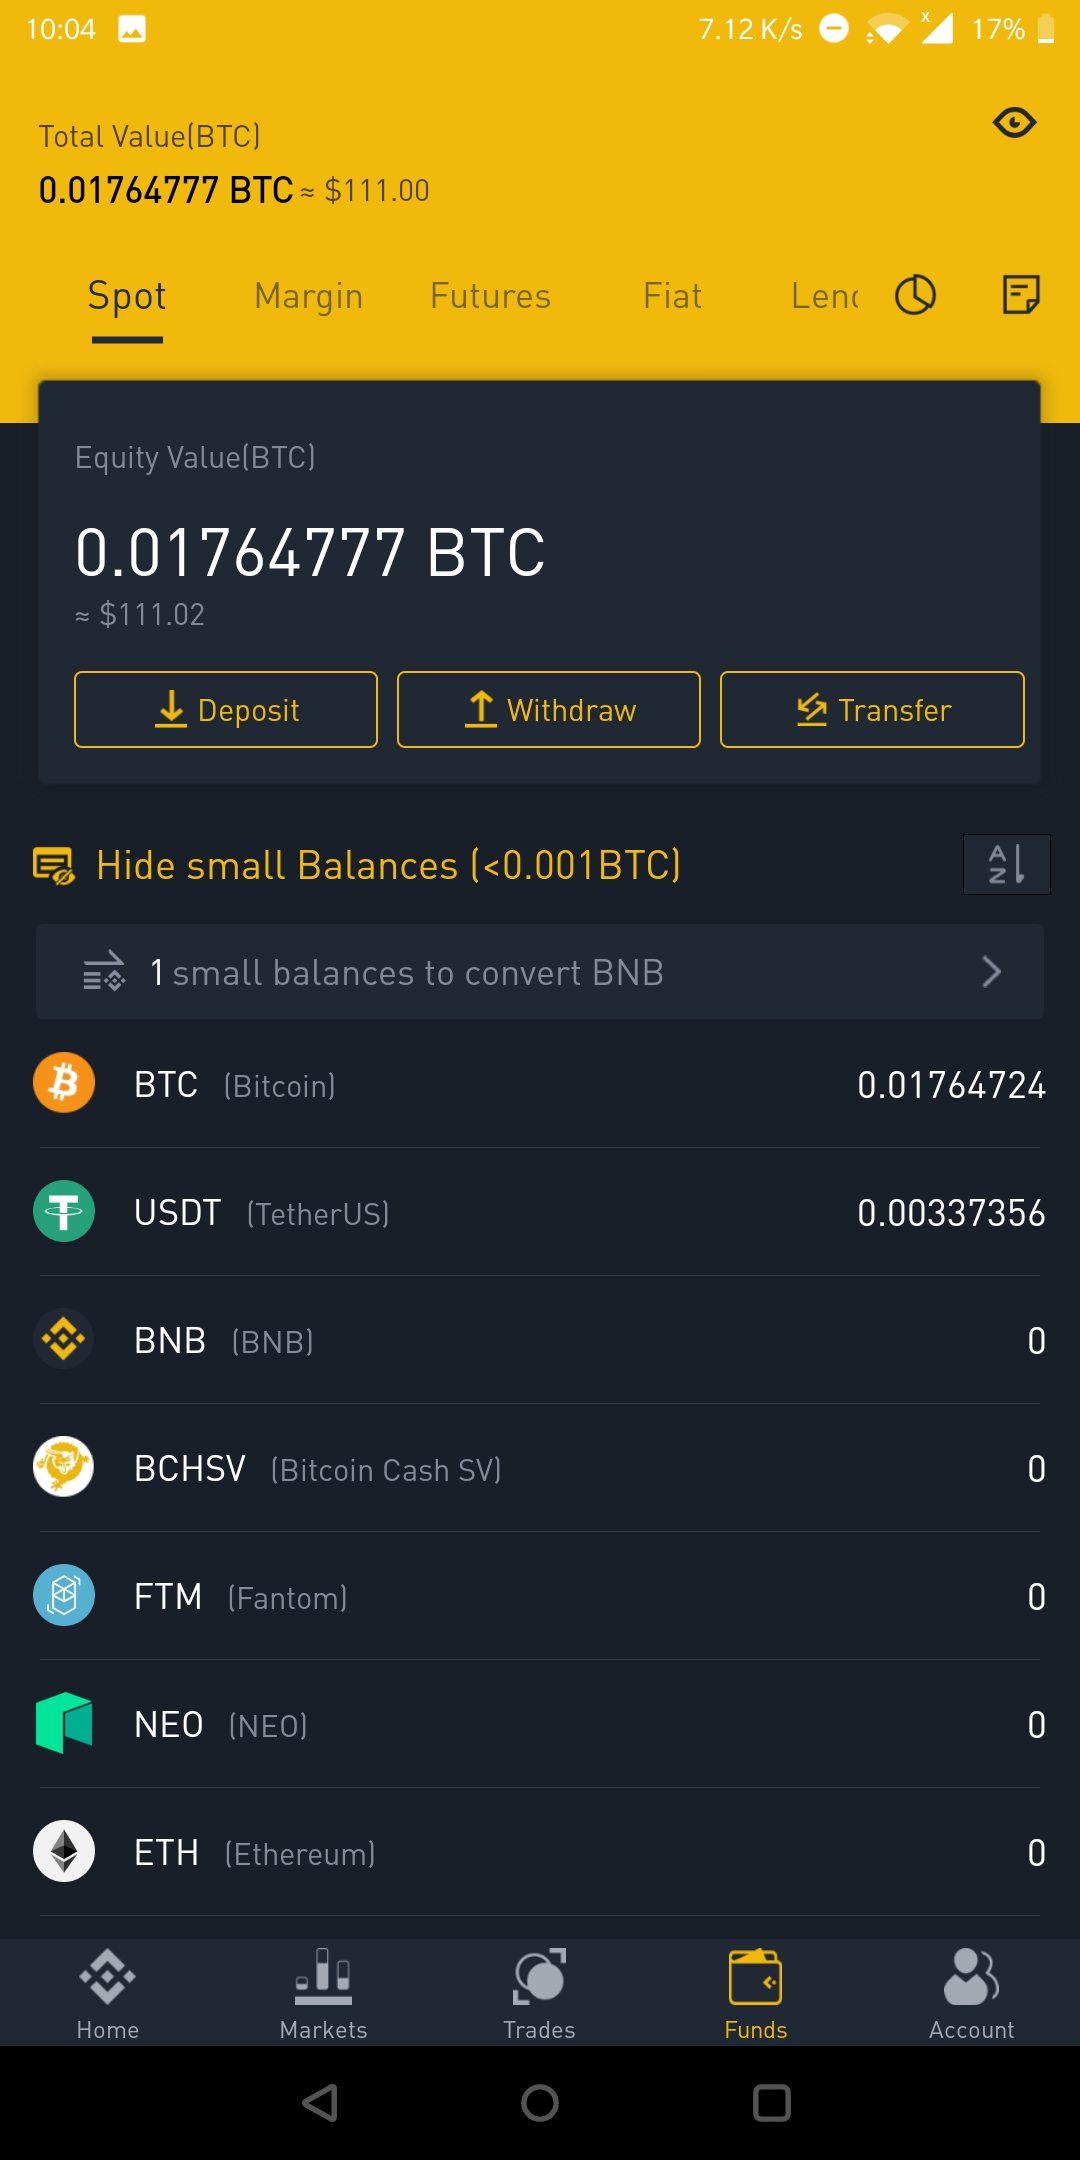 10:04 7.12 K/s x 17%
Total Value(BTC)
0.01764777 BTC ≈ $111.00
Spot Margin Futures Fiat Lend
Equity Value(BTC)
0.01764777 BTC
≈ $111.02
Deposit Withdraw Transfer
Hide small Balances (<0.001BTC) A Z
1 small balances to convert BNB
BTC (Bitcoin) 0.01764724
USDT (TetherUS) 0.00337356
BNB (BNB) 0
BCHSV (Bitcoin Cash SV) 0
FTM (Fantom) 0
NEO (NEO) 0
ETH (Ethereum) 0
Home Markets Trades Funds Account